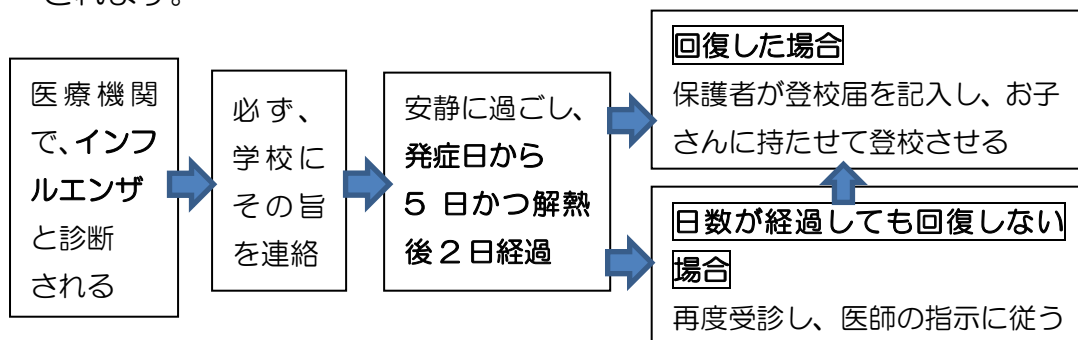 されます。
医療機関
で、インフ
ルエンザ
と診断
される
必ず、
学校に
その旨
を連絡
安静に過ごし、
発症日から
５ 日かつ解熱
後２日経過
回復した場合
保護者が登校届を記入し、お子
さんに持たせて登校させる
日数が経過しても回復しない
場合
再度受診し、医師の指示に従う